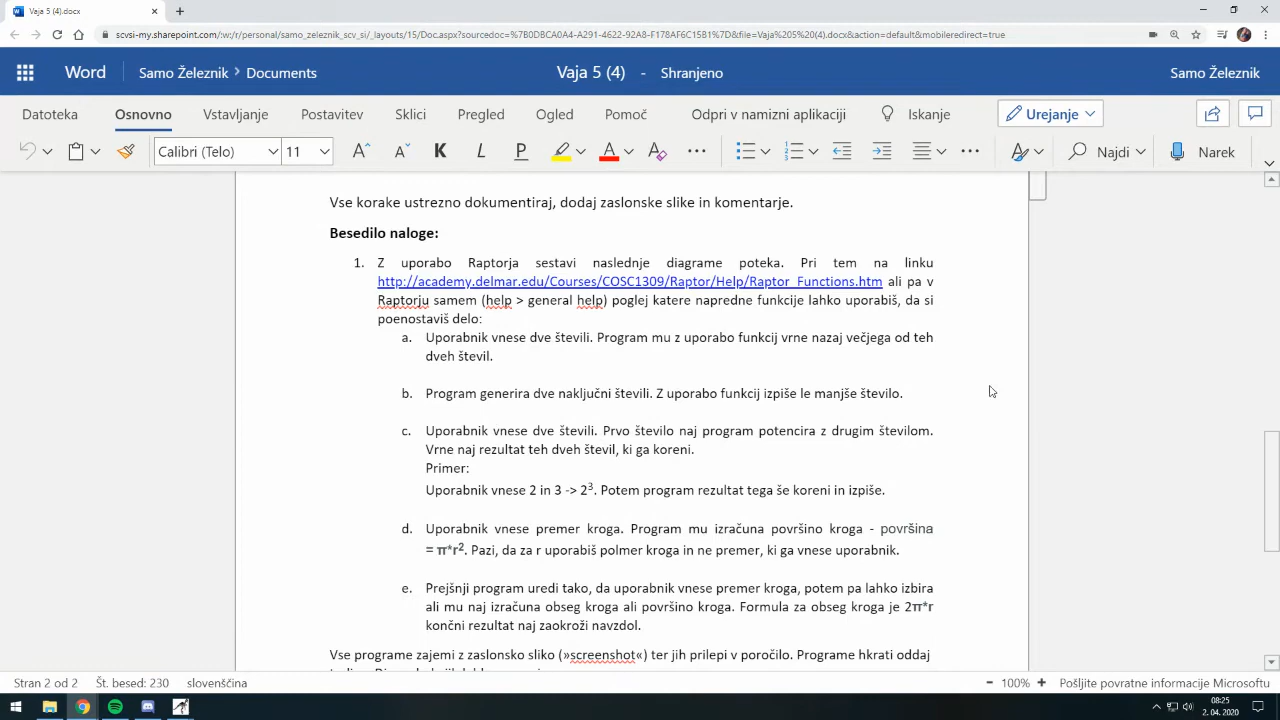 Vaja 5 (4).docx
scvsi-my.sharepoint.com/:w:/r/personal/samo_zeleznik_scv_si/_layouts/15/Doc.aspx?sourcedoc=%7B0DBCA0A4-A291-4622-92A8-F178AF6C15B1%7D&file=Vaja%205%20(4).docx&action=default&mobileredirect=true
Word Samo Železnik > Documents Vaja 5 (4) - Shranjeno Samo Železnik
Datoteka Osnovno Vstavljanje Postavitev Sklici Pregled Ogled Pomoč Odpri v namizni aplikaciji Iskanje Urejanje
Calibri (Telo) 11 K L P A Najdi Narek
Vse korake ustrezno dokumentiraj, dodaj zaslonske slike in komentarje.
Besedilo naloge:
1. Z uporabo Raptorja sestavi naslednje diagrame poteka. Pri tem na linku
http://academy.delmar.edu/Courses/COSC1309/Raptor/Help/Raptor_Functions.htm ali pa v
Raptorju samem (help > general help) poglej katere napredne funkcije lahko uporabiš, da si
poenostaviš delo:
a. Uporabnik vnese dve števili. Program mu z uporabo funkcij vrne nazaj večjega od teh
dveh števil.
b. Program generira dve naključni števili. Z uporabo funkcij izpiše le manjše število.
c. Uporabnik vnese dve števili. Prvo število naj program potencira z drugim številom.
Vrne naj rezultat teh dveh števil, ki ga koreni.
Primer:
Uporabnik vnese 2 in 3 -> 2³. Potem program rezultat tega še koreni in izpiše.
d. Uporabnik vnese premer kroga. Program mu izračuna površino kroga - površina
= π*r². Pazi, da za r uporabiš polmer kroga in ne premer, ki ga vnese uporabnik.
e. Prejšnji program uredi tako, da uporabnik vnese premer kroga, potem pa lahko izbira
ali mu naj izračuna obseg kroga ali površino kroga. Formula za obseg kroga je 2π*r
končni rezultat naj zaokroži navzdol.
Vse programe zajemi z zaslonsko sliko (»screenshot«) ter jih prilepi v poročilo. Programe hkrati oddaj
Stran 2 od 2 Št. besed: 230 slovenščina 100% Pošljite povratne informacije Microsoftu
08:25
2. 04. 2020